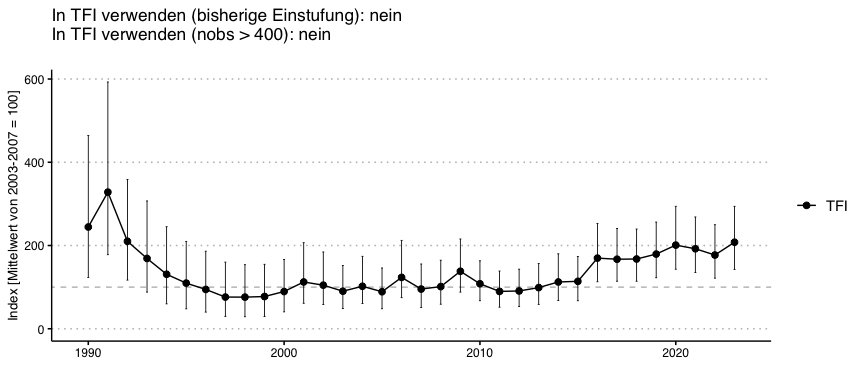 In TFI verwenden (bisherige Einstufung): nein
In TFI verwenden (nobs > 400): nein
Index [Mittelwert von 2003-2007 = 100]
600
400
200
0
1990
2000
2010
2020
TFI